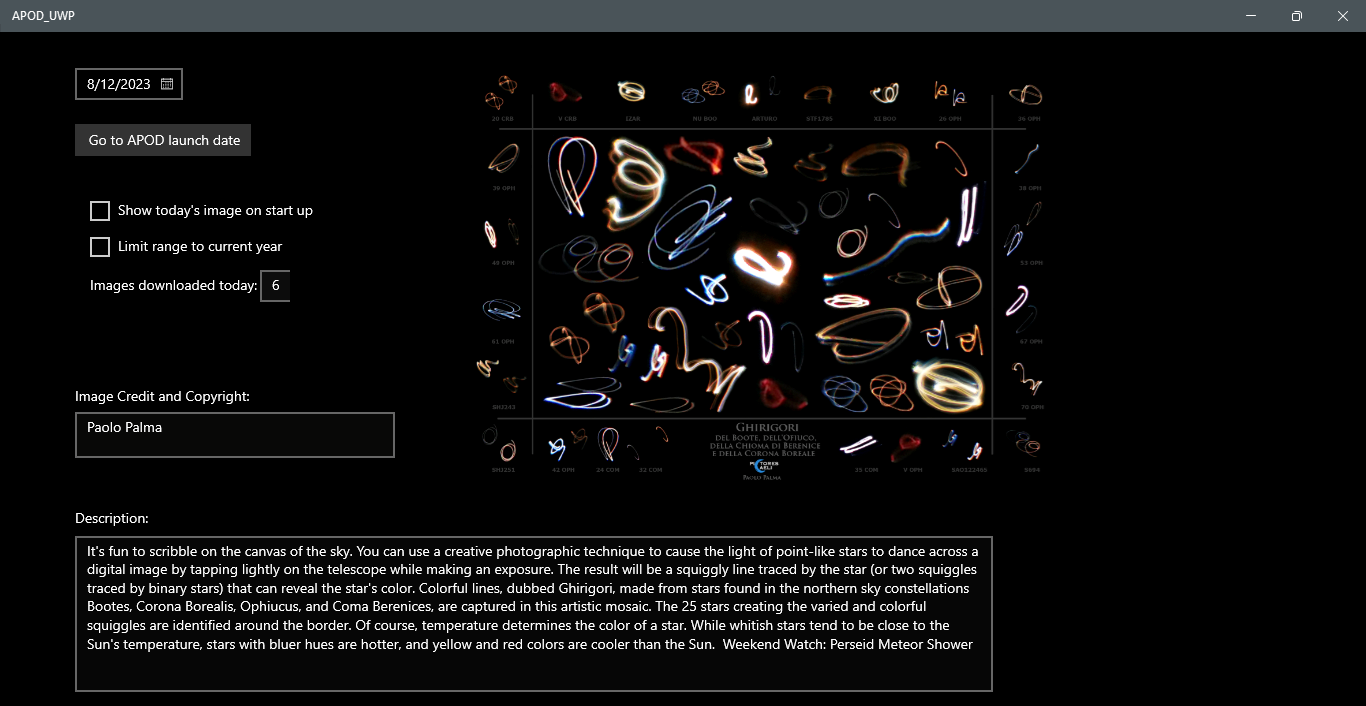 APOD_UWP
8/12/2023
Go to APOD launch date
Show today's image on start up
Limit range to current year
Images downloaded today: 6
Image Credit and Copyright:
Paolo Palma
26 CRB V CRB IZAR NU BOO ARTURO STF1785 XI BOO 26 OPH 36 OPH
39 OPH
38 OPH
49 OPH
53 OPH
61 OPH
67 OPH
SHJ243
70 OPH
Ghirigori
del Boote, dell'Ofiuco,
della Chioma di Berenice
e della Corona Boreale
Paolo Palma
SHJ251 42 OPH 24 COM 32 COM 35 COM V OPH SAO122465 S694
Description:
It's fun to scribble on the canvas of the sky. You can use a creative photographic technique to cause the light of point-like stars to dance across a
digital image by tapping lightly on the telescope while making an exposure. The result will be a squiggly line traced by the star (or two squiggles
traced by binary stars) that can reveal the star's color. Colorful lines, dubbed Ghirigori, made from stars found in the northern sky constellations
Bootes, Corona Borealis, Ophiucus, and Coma Berenices, are captured in this artistic mosaic. The 25 stars creating the varied and colorful
squiggles are identified around the border. Of course, temperature determines the color of a star. While whitish stars tend to be close to the
Sun's temperature, stars with bluer hues are hotter, and yellow and red colors are cooler than the Sun.  Weekend Watch: Perseid Meteor Shower